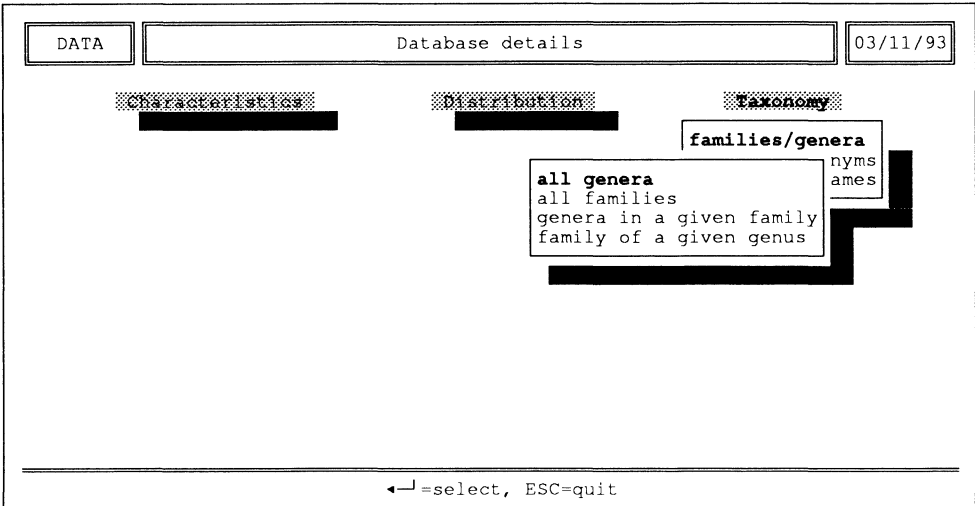 DATA
Database details
03/11/93
Characteristics
Distribution
Taxonomy
families/genera
nyms
ames
all genera
all families
genera in a given family
family of a given genus
=select, ESC=quit